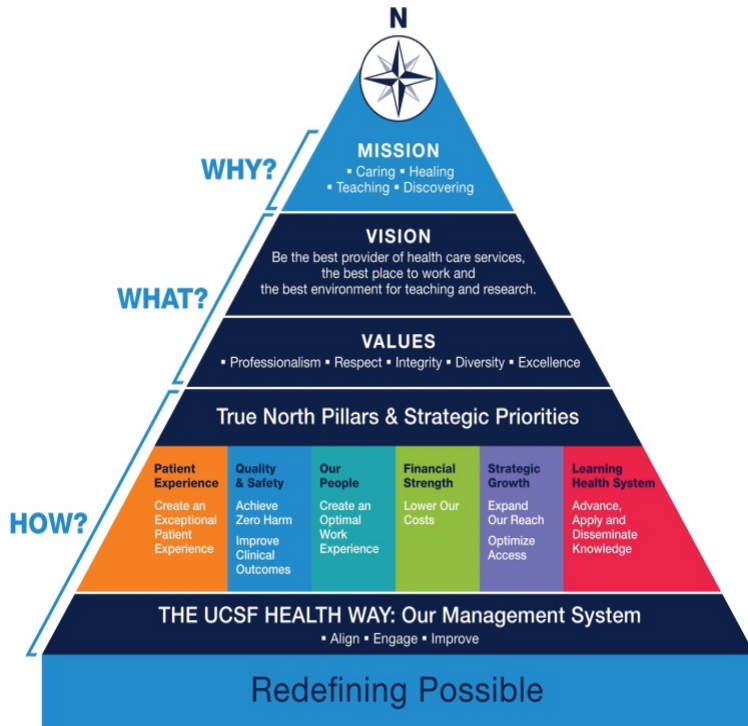 N
WHY?
MISSION
▪ Caring ▪ Healing
▪ Teaching ▪ Discovering
WHAT?
VISION
Be the best provider of health care services,
the best place to work and
the best environment for teaching and research.
VALUES
▪ Professionalism ▪ Respect ▪ Integrity ▪ Diversity ▪ Excellence
HOW?
True North Pillars & Strategic Priorities
Patient
Experience
Create an
Exceptional
Patient
Experience
Quality
& Safety
Achieve
Zero Harm
Improve
Clinical
Outcomes
Our
People
Create an
Optimal
Work
Experience
Financial
Strength
Lower Our
Costs
Strategic
Growth
Expand
Our Reach
Optimize
Access
Learning
Health System
Advance,
Apply and
Disseminate
Knowledge
THE UCSF HEALTH WAY: Our Management System
▪ Align ▪ Engage ▪ Improve
Redefining Possible